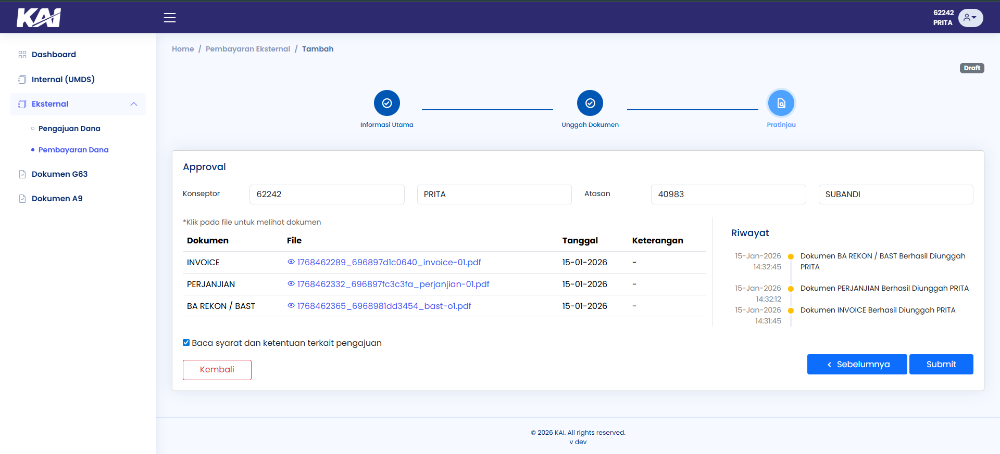 KAI
62242
PRITA
Dashboard
Internal (UMDS)
Eksternal
Pengajuan Dana
Pembayaran Dana
Dokumen G63
Dokumen A9
Home / Pembayaran Eksternal / Tambah
Draft
Informasi Utama
Unggah Dokumen
Pratinjau
Approval
Konseptor 62242 PRITA Atasan 40983 SUBANDI
*Klik pada file untuk melihat dokumen
Dokumen File Tanggal Keterangan
INVOICE 1768462289_696897d1c0640_invoice-01.pdf 15-01-2026 -
PERJANJIAN 1768462332_696897fc3c3fa_perjanjian-01.pdf 15-01-2026 -
BA REKON / BAST 1768462365_6968981dd3454_bast-o1.pdf 15-01-2026 -
Riwayat
15-Jan-2026 Dokumen BA REKON / BAST Berhasil Diunggah
14:32:45 PRITA
15-Jan-2026 Dokumen PERJANJIAN Berhasil Diunggah PRITA
14:32:12
15-Jan-2026 Dokumen INVOICE Berhasil Diunggah PRITA
14:31:45
Baca syarat dan ketentuan terkait pengajuan
Kembali
Sebelumnya
Submit
© 2026 KAI. All rights reserved.
v dev